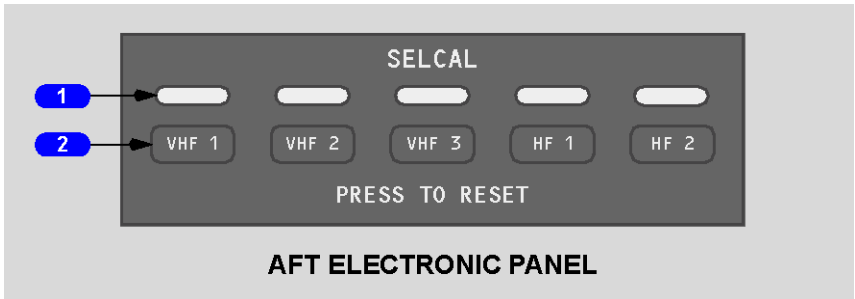 SELCAL
1
2 VHF 1 VHF 2 VHF 3 HF 1 HF 2
PRESS TO RESET
AFT ELECTRONIC PANEL